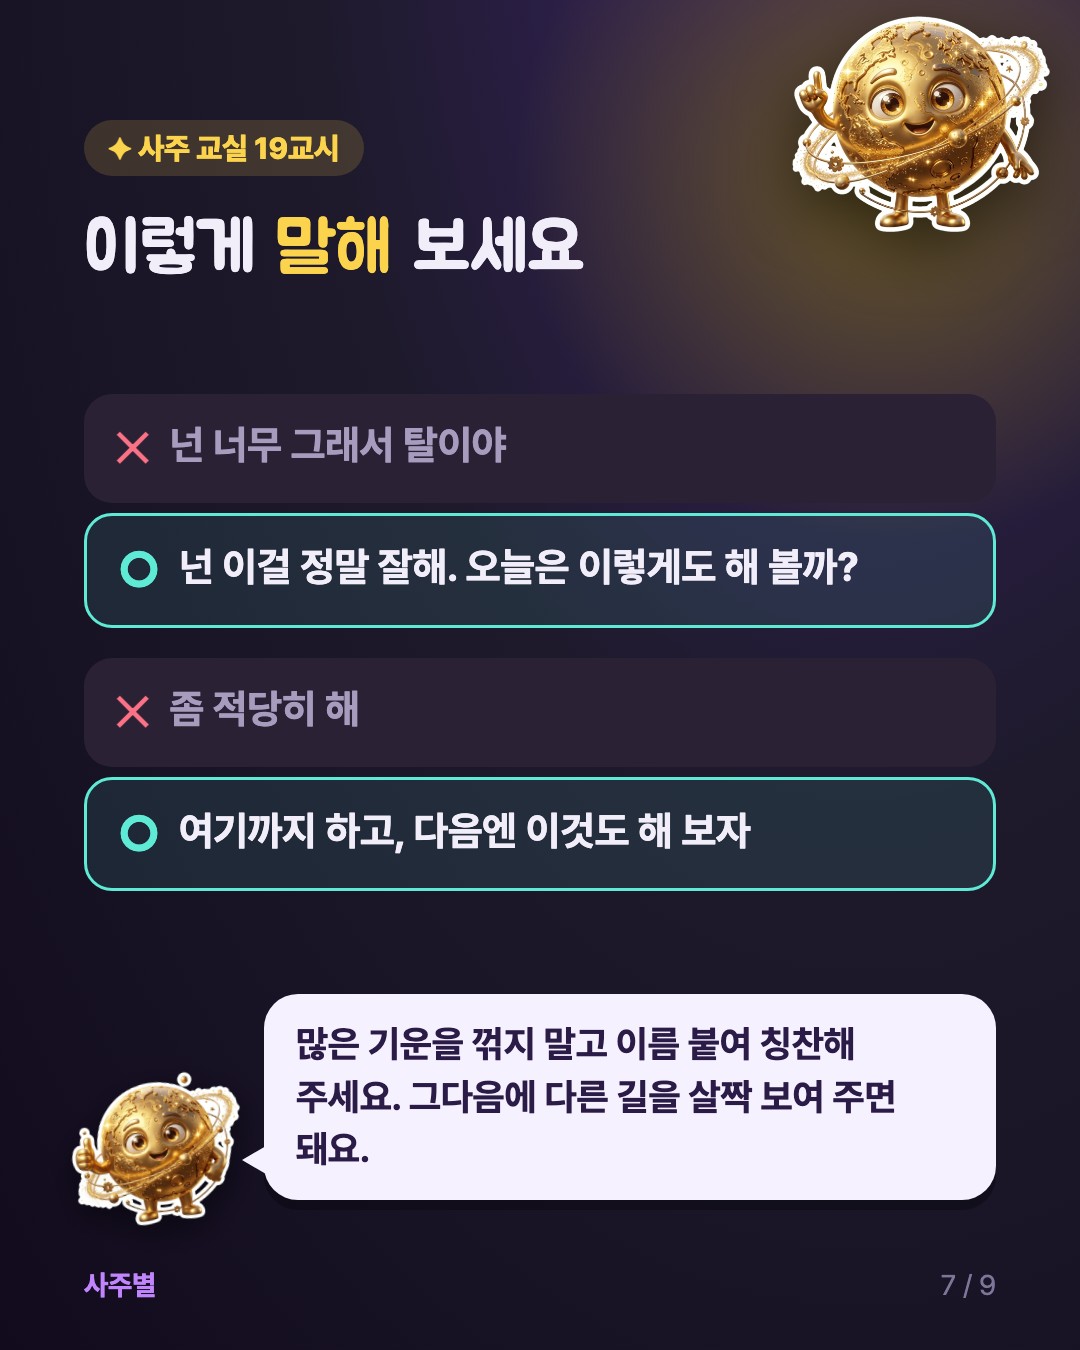 ✦ 사주 교실 19교시
이렇게 말해 보세요
넌 너무 그래서 탈이야
넌 이걸 정말 잘해. 오늘은 이렇게도 해 볼까?
좀 적당히 해
여기까지 하고, 다음엔 이것도 해 보자
많은 기운을 꺾지 말고 이름 붙여 칭찬해
주세요. 그다음에 다른 길을 살짝 보여 주면
돼요.
사주별
7 / 9